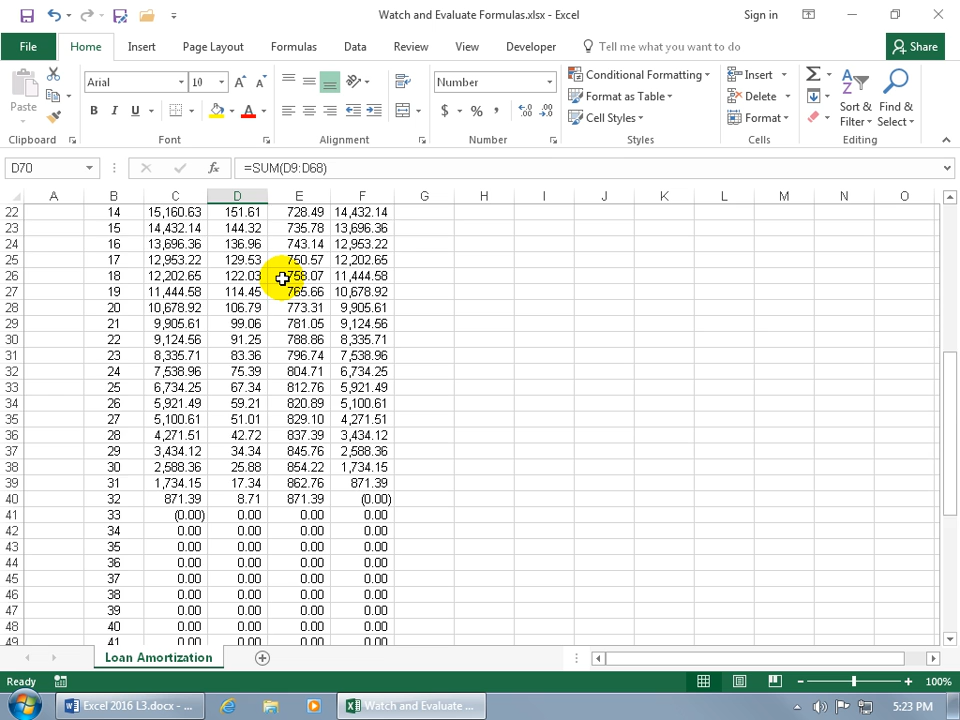 Watch and Evaluate Formulas.xlsx - Excel
Sign in
File Home Insert Page Layout Formulas Data Review View Developer Tell me what you want to do Share
Paste
Arial 10 Number
Conditional Formatting
Format as Table
Cell Styles
Insert
Delete
Format
Sort & Filter
Find & Select
B I U A $ % ,
Clipboard Font Alignment Number Styles Cells Editing
D70 fx =SUM(D9:D68)
A B C D E F G H I J K L M N O
22 14 15,160.63 151.61 728.49 14,432.14
23 15 14,432.14 144.32 735.78 13,696.36
24 16 13,696.36 136.96 743.14 12,953.22
25 17 12,953.22 129.53 750.57 12,202.65
26 18 12,202.65 122.03 758.07 11,444.58
27 19 11,444.58 114.45 765.66 10,678.92
28 20 10,678.92 106.79 773.31 9,905.61
29 21 9,905.61 99.06 781.05 9,124.56
30 22 9,124.56 91.25 788.86 8,335.71
31 23 8,335.71 83.36 796.74 7,538.96
32 24 7,538.96 75.39 804.71 6,734.25
33 25 6,734.25 67.34 812.76 5,921.49
34 26 5,921.49 59.21 820.89 5,100.61
35 27 5,100.61 51.01 829.10 4,271.51
36 28 4,271.51 42.72 837.39 3,434.12
37 29 3,434.12 34.34 845.76 2,588.36
38 30 2,588.36 25.88 854.22 1,734.15
39 31 1,734.15 17.34 862.76 871.39
40 32 871.39 8.71 871.39 (0.00)
41 33 (0.00) 0.00 0.00 0.00
42 34 0.00 0.00 0.00 0.00
43 35 0.00 0.00 0.00 0.00
44 36 0.00 0.00 0.00 0.00
45 37 0.00 0.00 0.00 0.00
46 38 0.00 0.00 0.00 0.00
47 39 0.00 0.00 0.00 0.00
48 40 0.00 0.00 0.00 0.00
49 41 0.00 0.00 0.00 0.00
Loan Amortization
Ready 100%
Excel 2016 L3.docx - ... Watch and Evaluate ... 5:23 PM